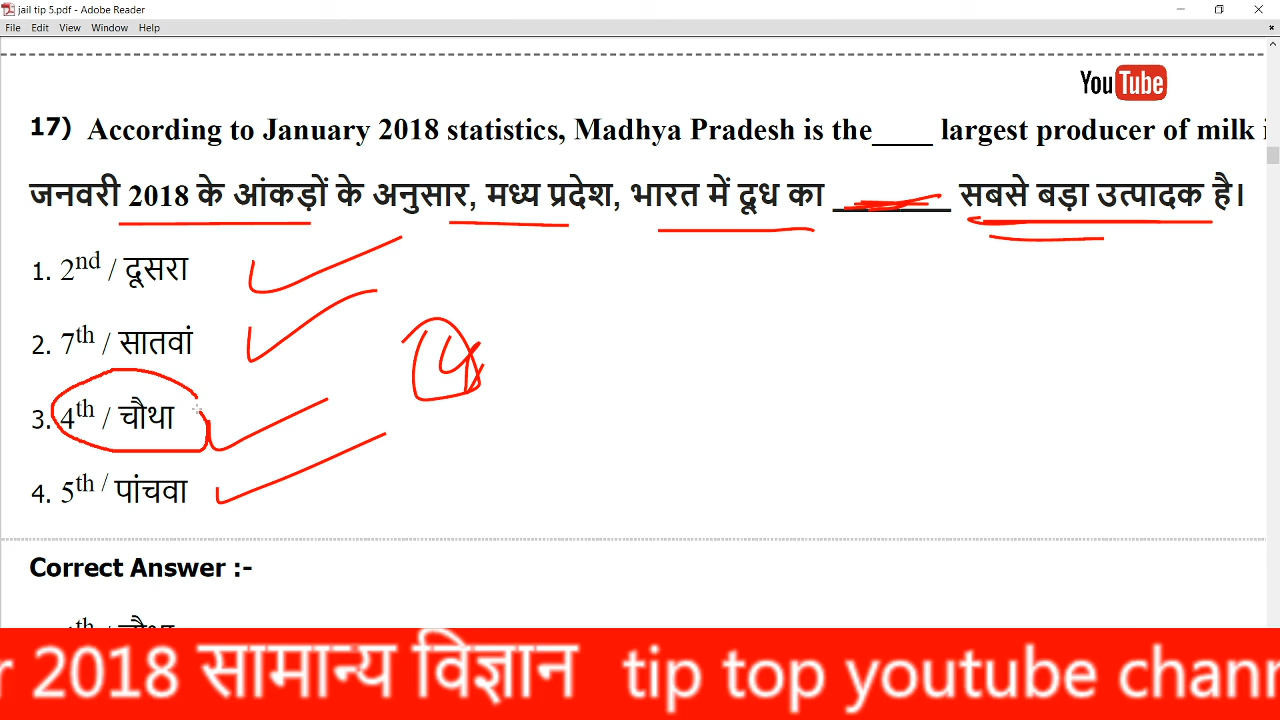 jail tip 5.pdf - Adobe Reader
File Edit View Window Help
You Tube
17) According to January 2018 statistics, Madhya Pradesh is the____ largest producer of milk i
जनवरी 2018 के आंकड़ों के अनुसार, मध्य प्रदेश, भारत में दूध का ________ सबसे बड़ा उत्पादक है।
1. 2nd / दूसरा
2. 7th / सातवां
3. 4th / चौथा
4. 5th / पांचवा
Correct Answer :-
2018 सामान्य विज्ञान tip top youtube chann